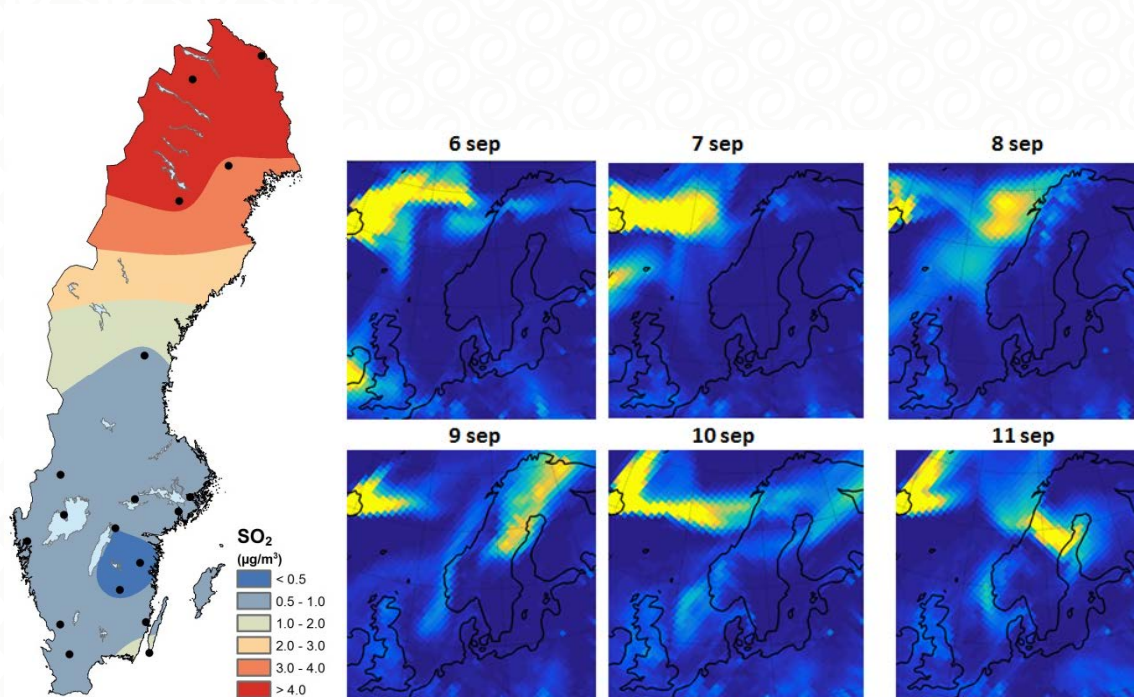 SO₂
(µg/m³)
< 0.5
0.5 - 1.0
1.0 - 2.0
2.0 - 3.0
3.0 - 4.0
> 4.0
6 sep
7 sep
8 sep
9 sep
10 sep
11 sep